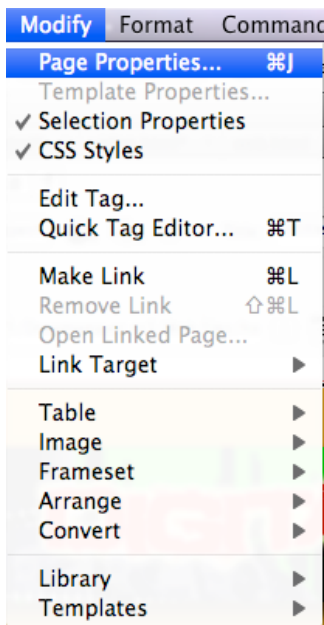 Modify Format Command
Page Properties... ⌘J
Template Properties...
✓ Selection Properties
✓ CSS Styles
Edit Tag...
Quick Tag Editor... ⌘T
Make Link ⌘L
Remove Link ⇧⌘L
Open Linked Page...
Link Target ▶
Table ▶
Image ▶
Frameset ▶
Arrange ▶
Convert ▶
Library ▶
Templates ▶